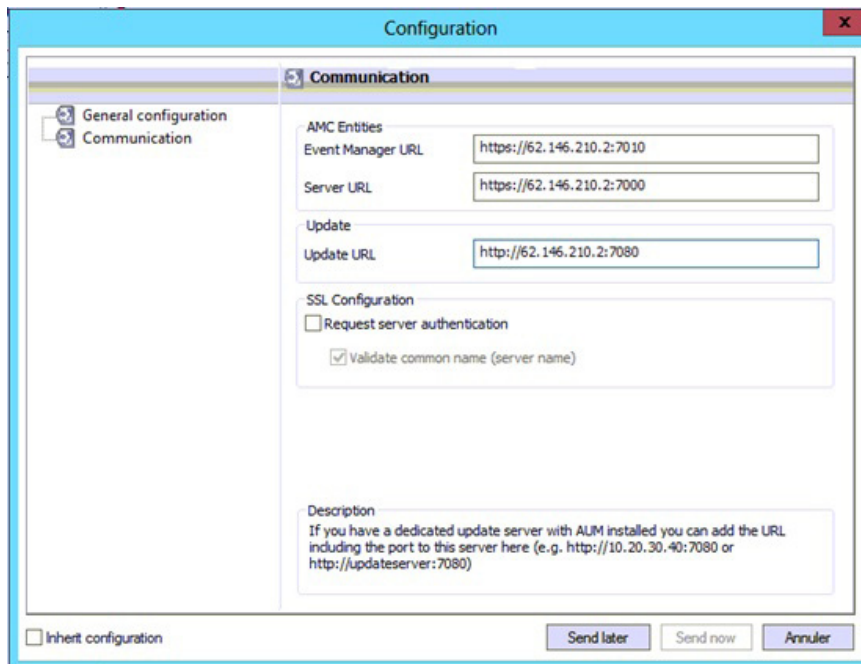 Configuration
x
Communication
General configuration
Communication
AMC Entities
Event Manager URL https://62.146.210.2:7010
Server URL https://62.146.210.2:7000
Update
Update URL http://62.146.210.2:7080
SSL Configuration
Request server authentication
Validate common name (server name)
Description
If you have a dedicated update server with AUM installed you can add the URL
including the port to this server here (e.g. http://10.20.30.40:7080 or
http://updateserver:7080)
Inherit configuration
Send later Send now Annuler